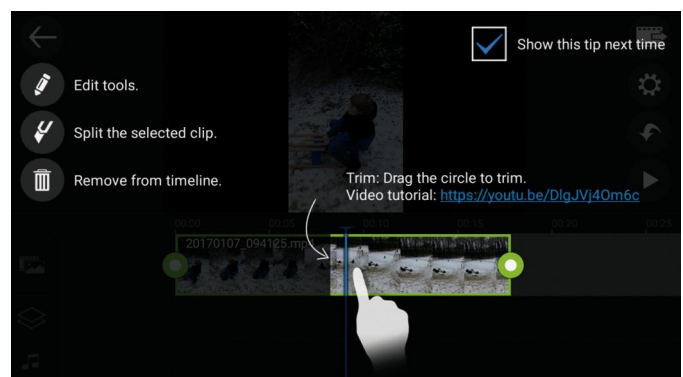 Show this tip next time
Edit tools.
Split the selected clip.
Remove from timeline.
Trim: Drag the circle to trim.
Video tutorial: https://youtu.be/DlgJVj4Om6c
00:00 00:05 00:10 00:15 00:20 00:25
20170107_094125.mp4